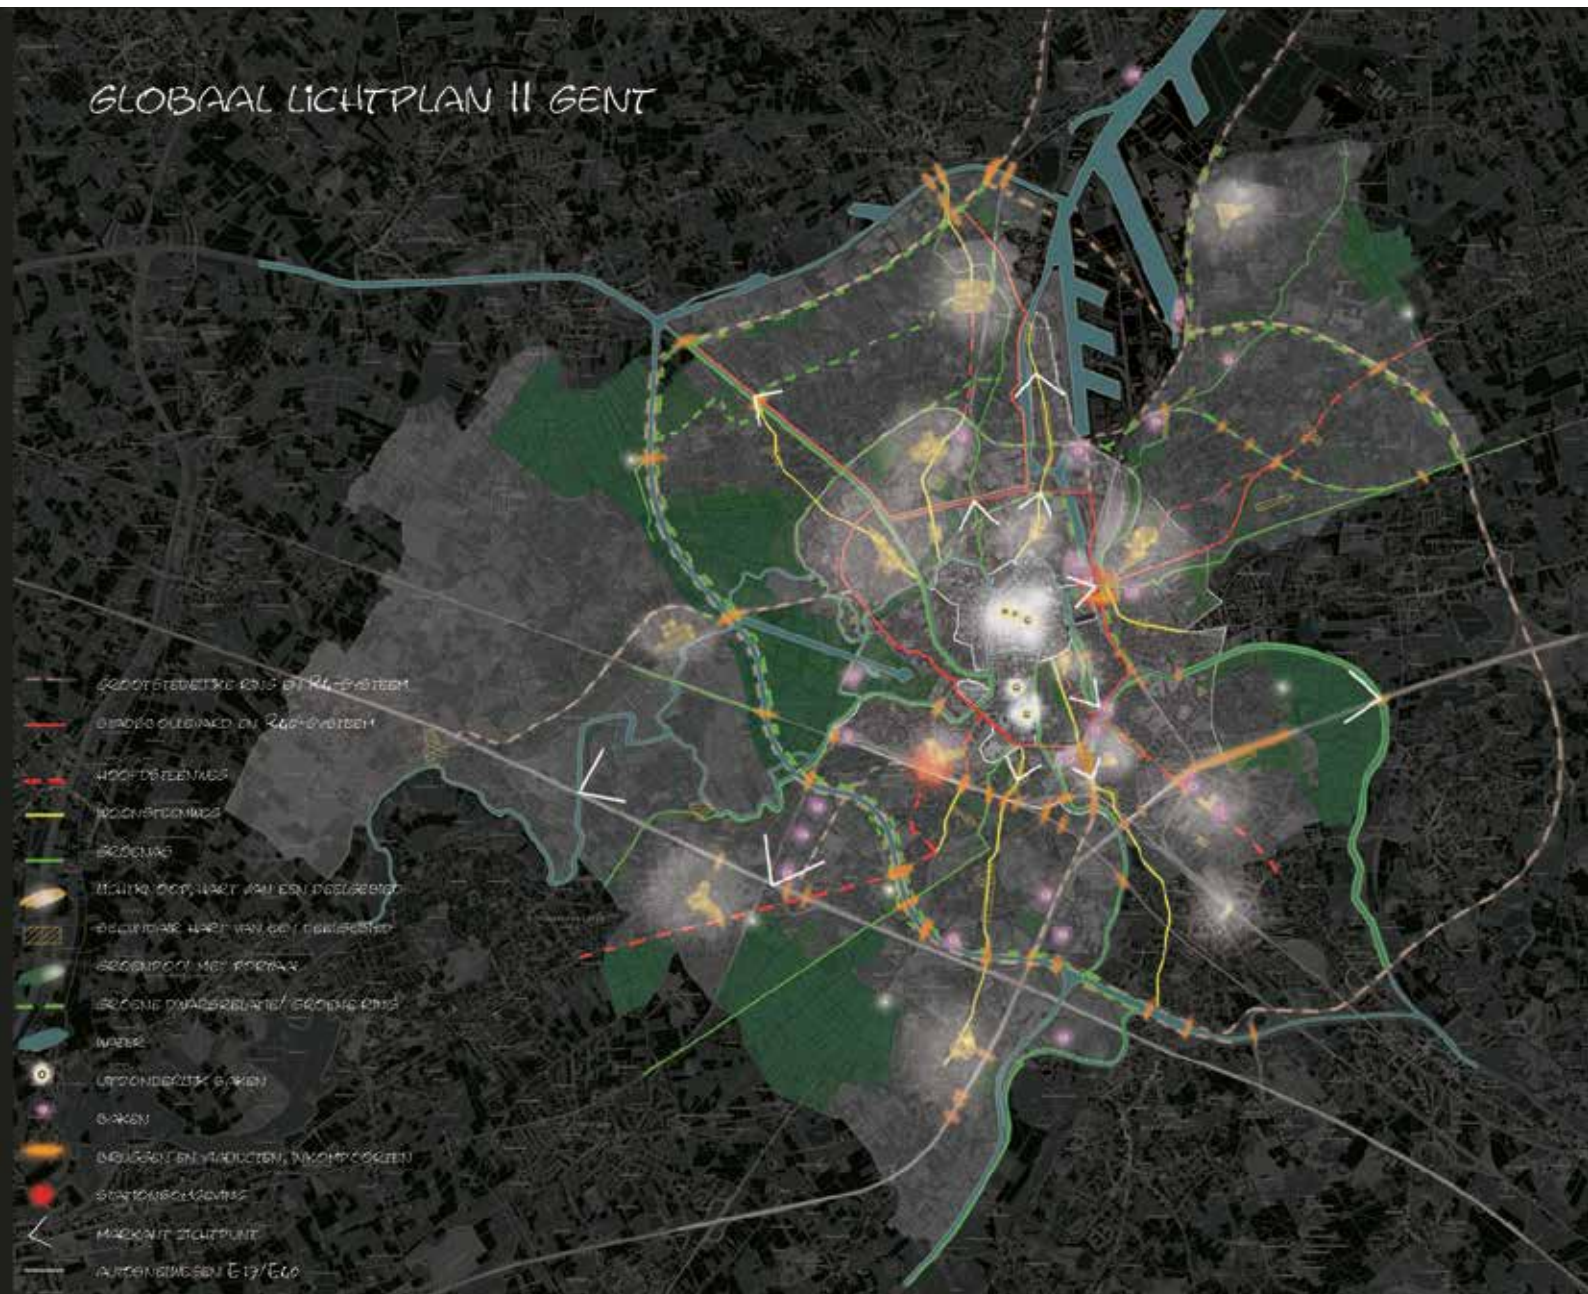 GLOBAAL LICHTPLAN II GENT
GROOTSTEDELIJKE RING EN R4-SYSTEEM
STADSBOULEVARD EN R40-SYSTEEM
HOOFDSTEENWEG
WOONSTEENWEG
GROENAS
LICHTKNOOP, HART VAN EEN DEELGEBIED
SECUNDAIR HART VAN EEN DEELGEBIED
GROENPOOL MET PORTAAL
GROENE DWARSRELATIE/ GROENE RING
WATER
UITZONDERLIJK BAKEN
BAKEN
BRUGGEN EN VIADUCTEN, INKOMPOORTEN
STATIONSOMGEVING
MARKANT ZICHTPUNT
AUTOSNELWEGEN E17/E40